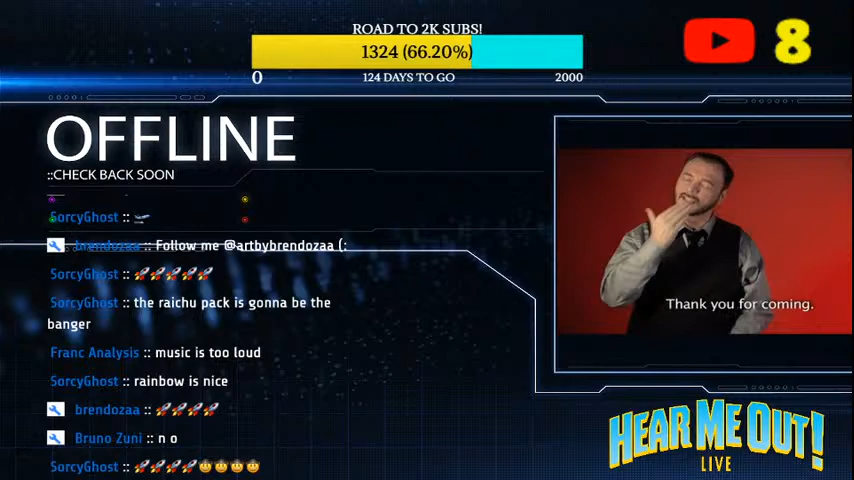 ROAD TO 2K SUBS!
1324 (66.20%)
0 124 DAYS TO GO 2000
8
OFFLINE
::CHECK BACK SOON
SorcyGhost :: 🛫
brendozaa :: Follow me @artbybrendozaa (:
SorcyGhost :: 🚀🚀🚀🚀🚀
SorcyGhost :: the raichu pack is gonna be the
banger
Franc Analysis :: music is too loud
SorcyGhost :: rainbow is nice
brendozaa :: 🚀🚀🚀🚀
Bruno Zuni :: n o
SorcyGhost :: 🚀🚀🚀🚀🤠🤠🤠🤠
Thank you for coming.
HEAR ME OUT!
LIVE